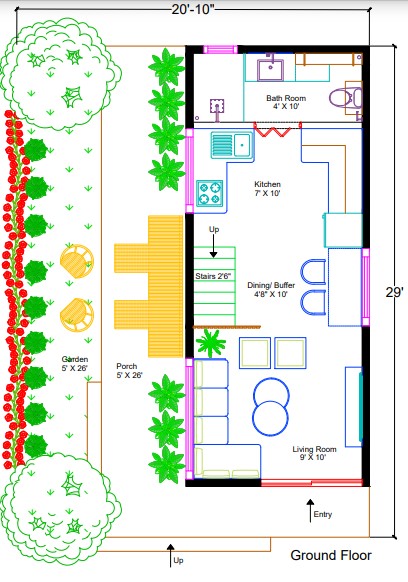 20'-10"
Bath Room
4' X 10'
Kitchen
7' X 10'
Up
Stairs 2'6"
Dining/ Buffer
4'8" X 10'
29'
Garden
5' X 26'
Porch
5' X 26'
Living Room
9' X 10'
Entry
Up
Ground Floor